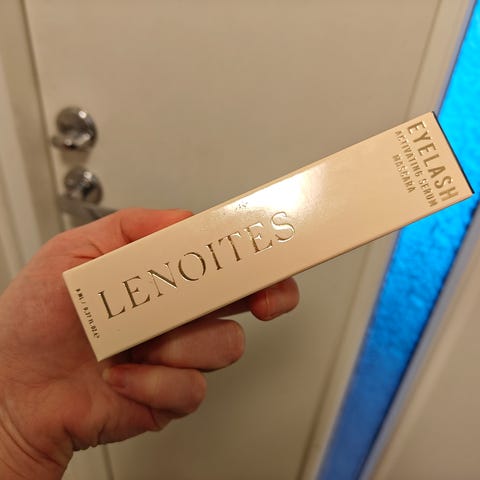 LENOITES
EYELASH
ACTIVATING SERUM
MASCARA